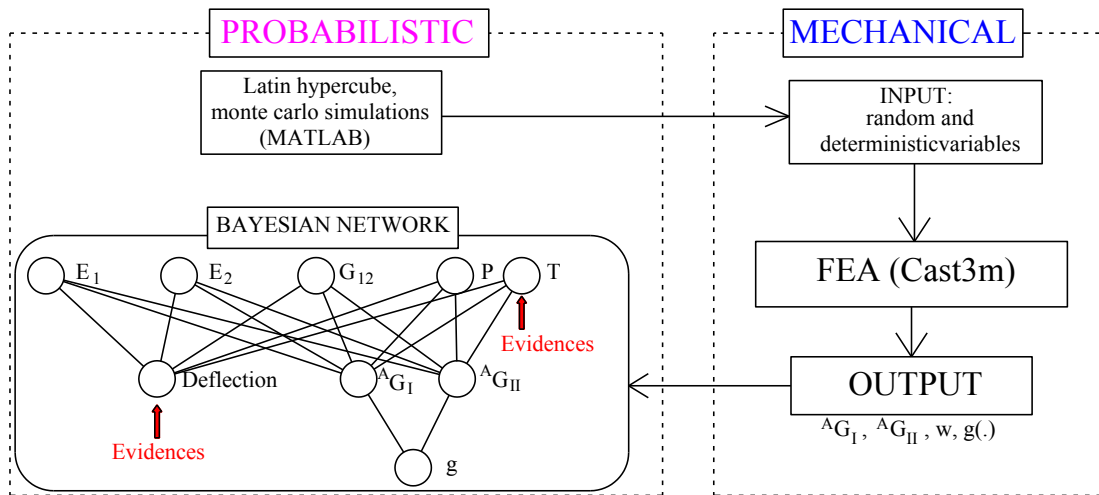 PROBABILISTIC
MECHANICAL
Latin hypercube,
monte carlo simulations
(MATLAB)
INPUT:
random and
deterministicvariables
BAYESIAN NETWORK
E1
E2
G12
P
T
FEA (Cast3m)
Evidences
Deflection
AGI
AGII
OUTPUT
AGI , AGII , w, g(.)
Evidences
g